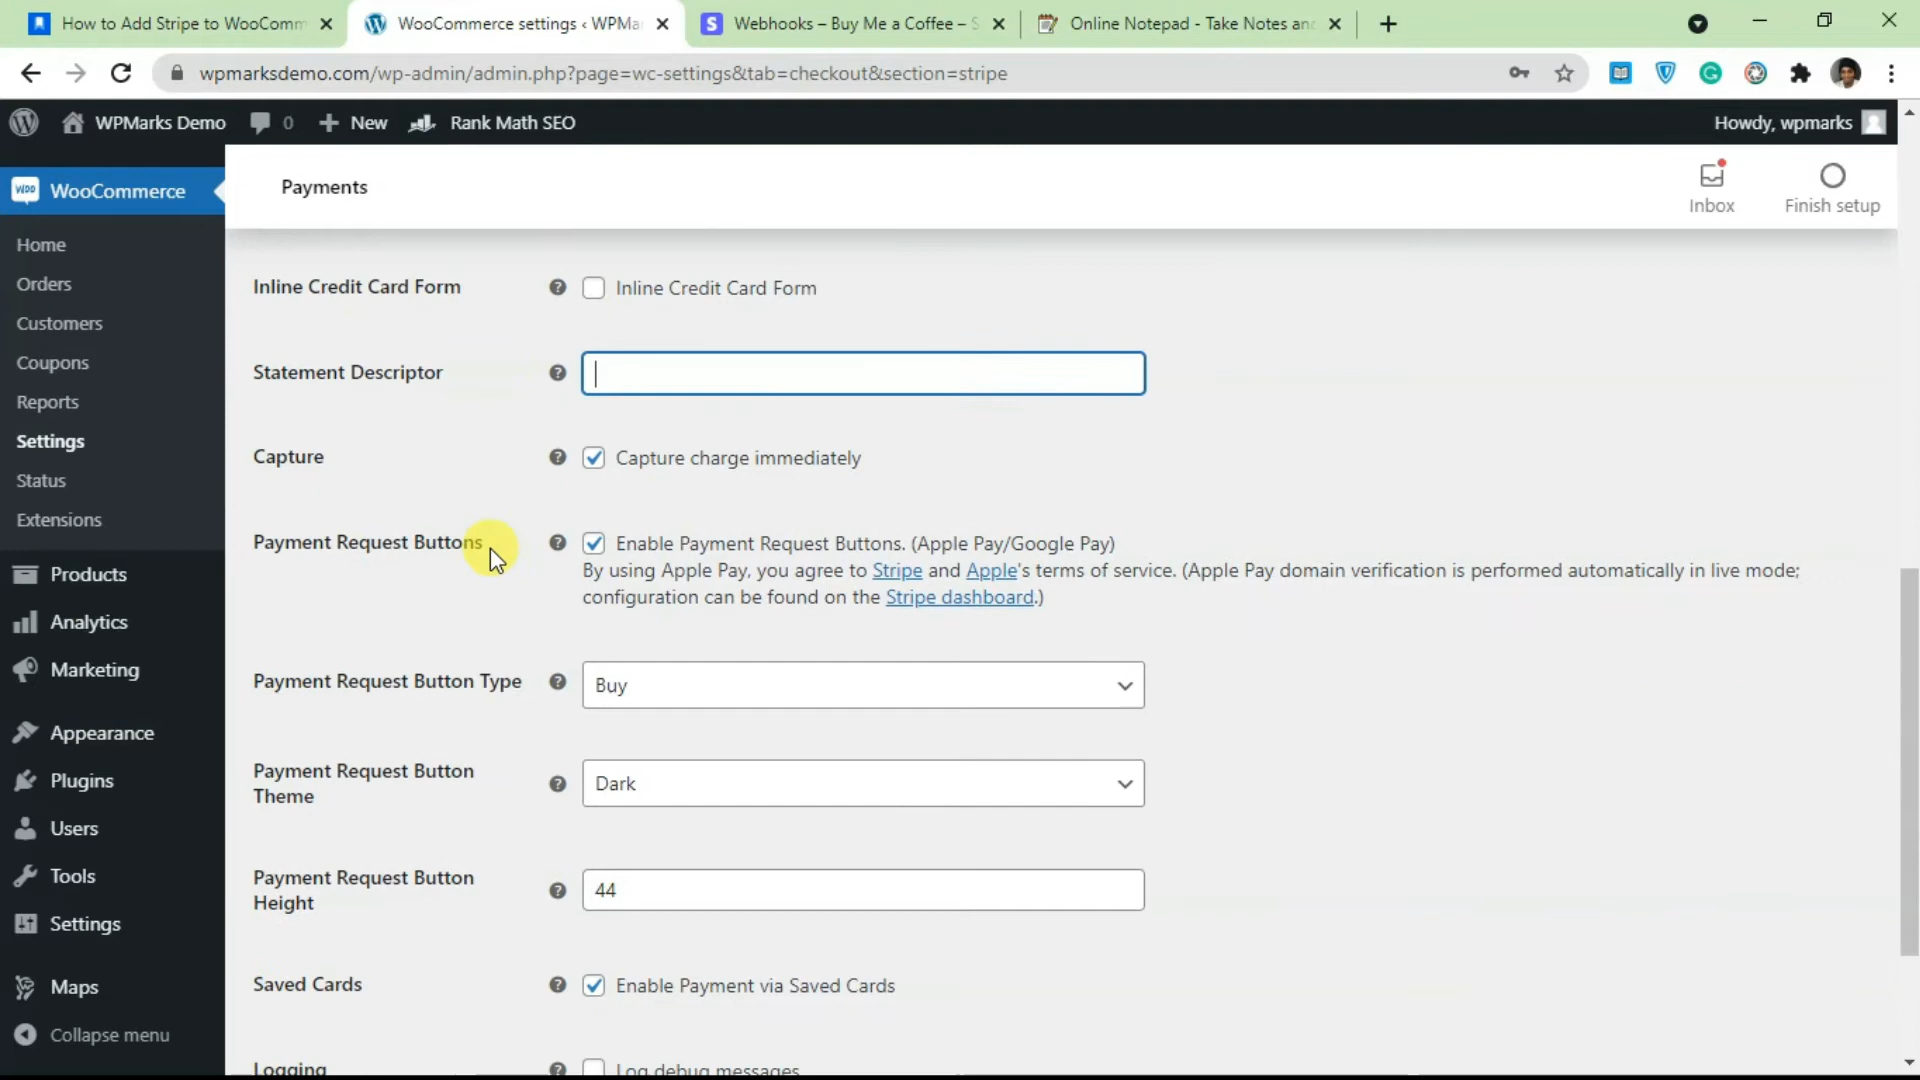 How to Add Stripe to WooComm
WooCommerce settings ‹ WPMa
Webhooks – Buy Me a Coffee – S
Online Notepad - Take Notes an
wpmarksdemo.com/wp-admin/admin.php?page=wc-settings&tab=checkout&section=stripe
WPMarks Demo 0 New Rank Math SEO Howdy, wpmarks
WooCommerce
Home
Orders
Customers
Coupons
Reports
Settings
Status
Extensions
Products
Analytics
Marketing
Appearance
Plugins
Users
Tools
Settings
Maps
Collapse menu
Payments
Inbox
Finish setup
Inline Credit Card Form Inline Credit Card Form
Statement Descriptor
Capture Capture charge immediately
Payment Request Buttons Enable Payment Request Buttons. (Apple Pay/Google Pay)
By using Apple Pay, you agree to Stripe and Apple's terms of service. (Apple Pay domain verification is performed automatically in live mode;
configuration can be found on the Stripe dashboard.)
Payment Request Button Type Buy
Payment Request Button
Theme
Dark
Payment Request Button
Height
44
Saved Cards Enable Payment via Saved Cards
Logging Log debug messages